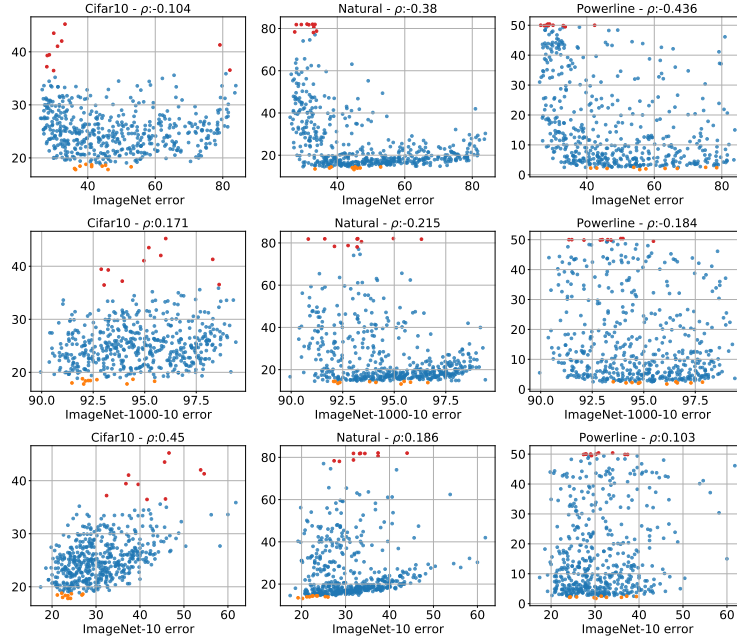 Cifar10 - ρ:-0.104 Natural - ρ:-0.38 Powerline - ρ:-0.436
40 80 50
30 60 40
20 40 30
20 20
10
0
40 60 80 40 60 80 40 60 80
ImageNet error ImageNet error ImageNet error
Cifar10 - ρ:0.171 Natural - ρ:-0.215 Powerline - ρ:-0.184
40 80 50
30 60 40
20 40 30
20 20
10
0
90.0 92.5 95.0 97.5 90.0 92.5 95.0 97.5 90.0 92.5 95.0 97.5
ImageNet-1000-10 error ImageNet-1000-10 error ImageNet-1000-10 error
Cifar10 - ρ:0.45 Natural - ρ:0.186 Powerline - ρ:0.103
40 80 50
30 60 40
20 40 30
20 20
10
0
20 30 40 50 60 20 30 40 50 60 20 30 40 50 60
ImageNet-10 error ImageNet-10 error ImageNet-10 error